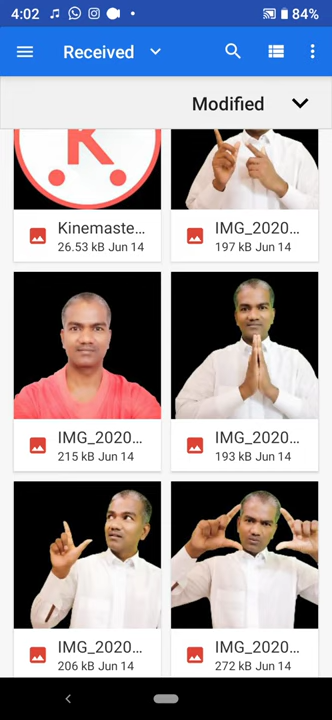 4:02
84%
Received
Modified
K
Kinemaste...
26.53 kB Jun 14
IMG_2020...
197 kB Jun 14
IMG_2020...
215 kB Jun 14
IMG_2020...
193 kB Jun 14
IMG_2020...
206 kB Jun 14
IMG_2020...
272 kB Jun 14